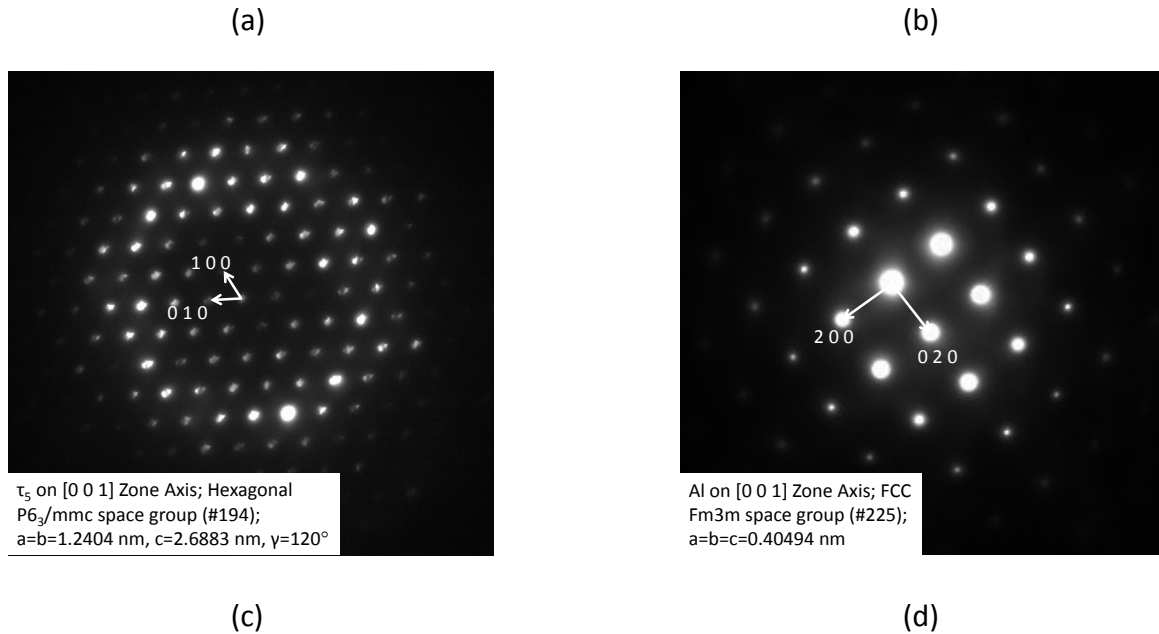 (a)
(b)
1 0 0
0 1 0
2 0 0
0 2 0
τ₅ on [0 0 1] Zone Axis; Hexagonal
P6₃/mmc space group (#194);
a=b=1.2404 nm, c=2.6883 nm, γ=120°
Al on [0 0 1] Zone Axis; FCC
Fm3m space group (#225);
a=b=c=0.40494 nm
(c)
(d)